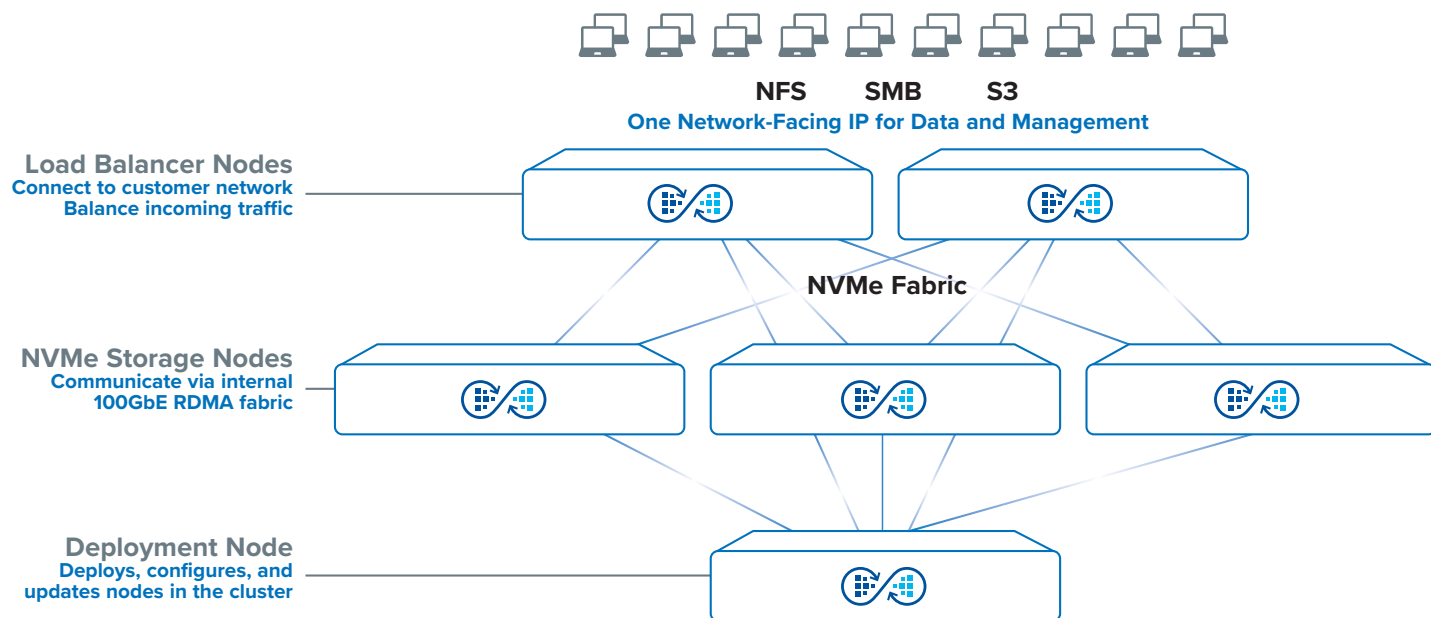 NFS SMB S3
One Network-Facing IP for Data and Management
Load Balancer Nodes
Connect to customer network
Balance incoming traffic
NVMe Fabric
NVMe Storage Nodes
Communicate via internal
100GbE RDMA fabric
Deployment Node
Deploys, configures, and
updates nodes in the cluster